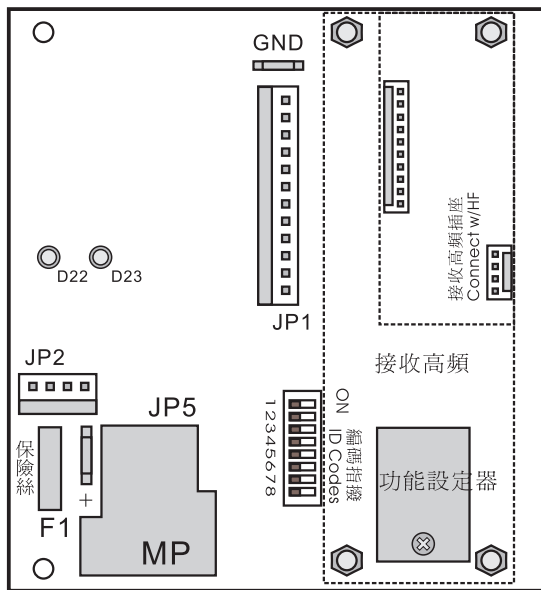 GND
D22
D23
JP1
接收高頻插座
Connect w/HF
JP2
接收高頻
JP5
保險絲
F1
+
MP
12345678
ON
編碼指撥
ID Codes
功能設定器